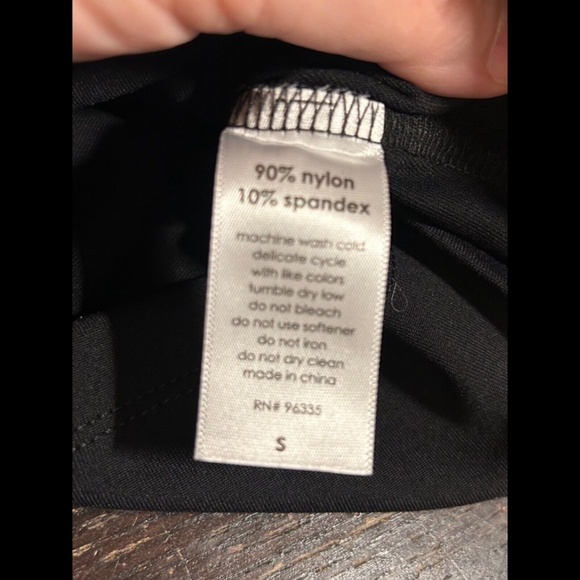 90% nylon
10% spandex
machine wash cold
delicate cycle
with like colors
tumble dry low
do not bleach
do not use softener
do not iron
do not dry clean
made in china
RN# 96335
S